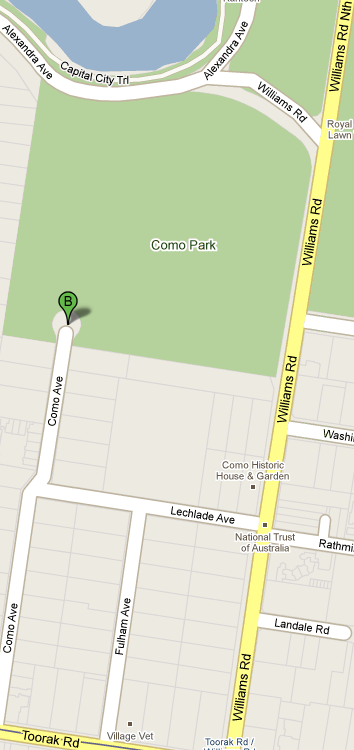 Alexandra Ave
Capital City Trl
Alexandra Ave
Williams Rd Nth
Williams Rd
Royal
Lawn
Williams Rd
Como Park
B
Como Ave
Williams Rd
Washi
Como Historic
House & Garden
Lechlade Ave
National Trust
of Australia
Rathmi
Fulham Ave
Como Ave
Landale Rd
Williams Rd
Village Vet
Toorak Rd
Toorak Rd /